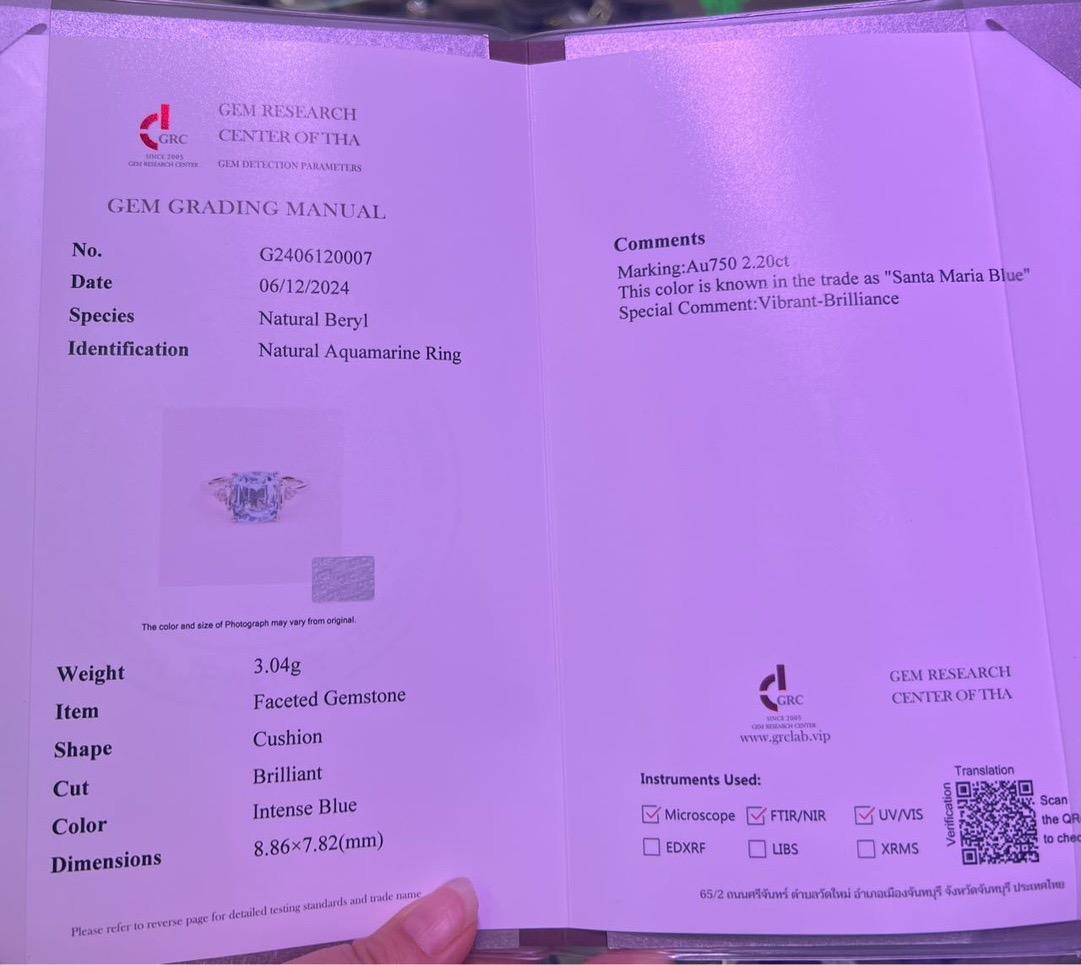 GRC
SINCE 2005
GEM RESEARCH CENTER
GEM RESEARCH
CENTER OF THA
GEM DETECTION PARAMETERS
GEM GRADING MANUAL
No. G2406120007
Date 06/12/2024
Species Natural Beryl
Identification Natural Aquamarine Ring
The color and size of Photograph may vary from original.
Weight 3.04g
Item Faceted Gemstone
Shape Cushion
Cut Brilliant
Color Intense Blue
Dimensions 8.86×7.82(mm)
Please refer to reverse page for detailed testing standards and trade name
Comments
Marking:Au750 2.20ct
This color is known in the trade as "Santa Maria Blue"
Special Comment:Vibrant-Brilliance
GRC
SINCE 2005
GEM RESEARCH CENTER
www.grclab.vip
GEM RESEARCH
CENTER OF THA
Instruments Used:
Microscope FTIR/NIR UV/VIS
EDXRF LIBS XRMS
Translation
Verification
Scan
the QR
to chec
65/2 ถนนศรีจันทร์ ตำบลวัดใหม่ อำเภอเมืองจันทบุรี จังหวัดจันทบุรี ประเทศไทย